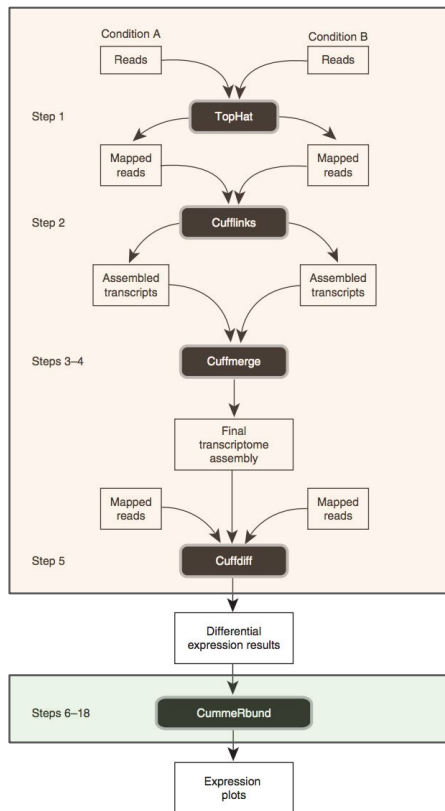 Condition A
Condition B
Reads
Reads
Step 1
TopHat
Mapped
reads
Mapped
reads
Step 2
Cufflinks
Assembled
transcripts
Assembled
transcripts
Steps 3–4
Cuffmerge
Final
transcriptome
assembly
Mapped
reads
Mapped
reads
Step 5
Cuffdiff
Differential
expression results
Steps 6–18
CummeRbund
Expression
plots